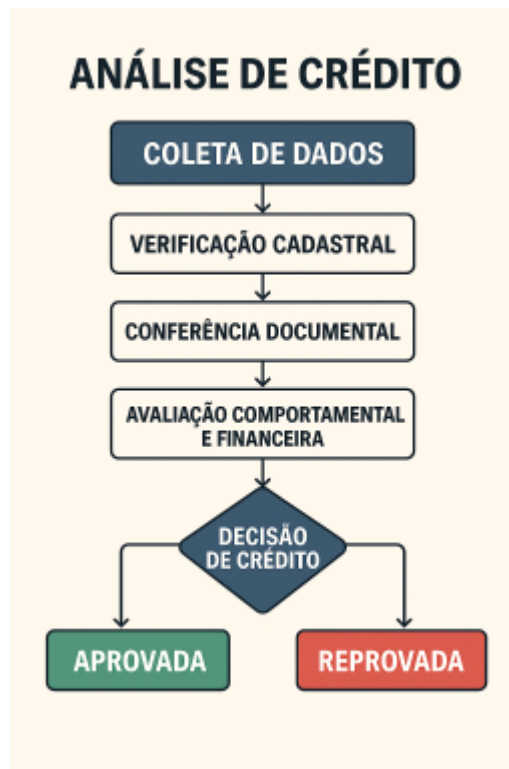 ANÁLISE DE CRÉDITO
COLETA DE DADOS
VERIFICAÇÃO CADASTRAL
CONFERÊNCIA DOCUMENTAL
AVALIAÇÃO COMPORTAMENTAL
E FINANCEIRA
DECISÃO
DE CRÉDITO
APROVADA
REPROVADA